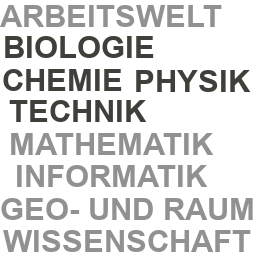 ARBEITSWELT
BIOLOGIE
CHEMIE PHYSIK
TECHNIK
MATHEMATIK
INFORMATIK
GEO- UND RAUM
WISSENSCHAFT